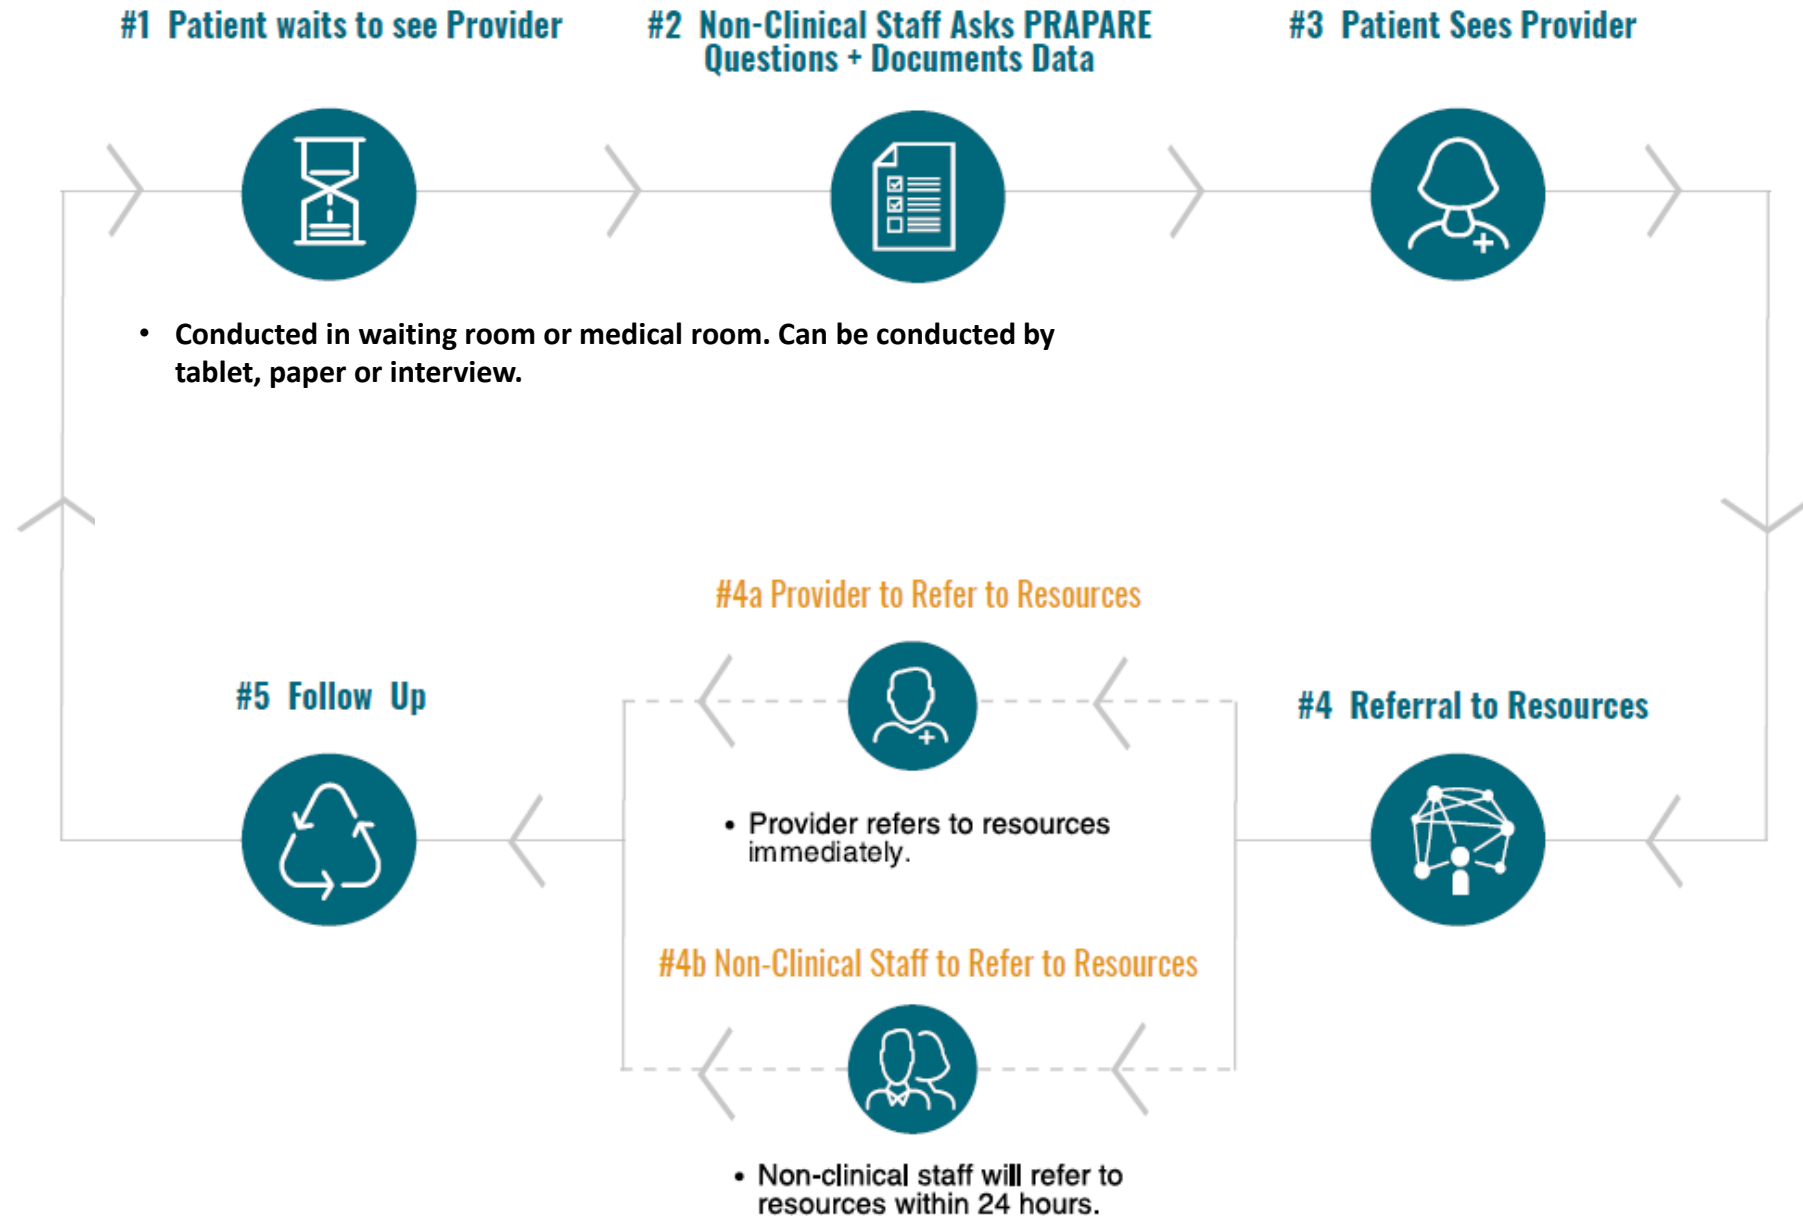 #1 Patient waits to see Provider
#2 Non-Clinical Staff Asks PRAPARE
Questions + Documents Data
#3 Patient Sees Provider
• Conducted in waiting room or medical room. Can be conducted by
tablet, paper or interview.
#4a Provider to Refer to Resources
#5 Follow Up
#4 Referral to Resources
• Provider refers to resources
immediately.
#4b Non-Clinical Staff to Refer to Resources
• Non-clinical staff will refer to
resources within 24 hours.